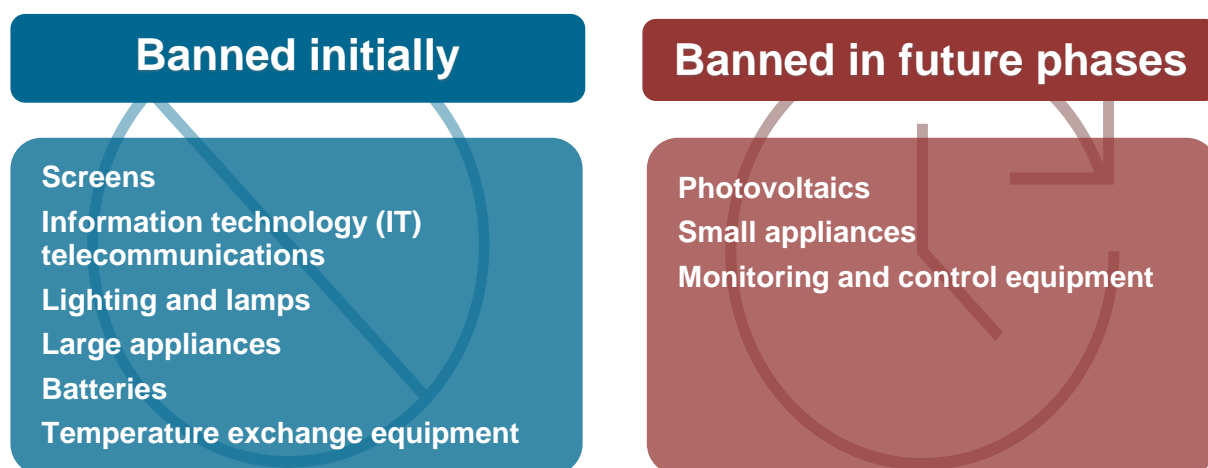 Banned initially
Screens
Information technology (IT)
telecommunications
Lighting and lamps
Large appliances
Batteries
Temperature exchange equipment
Banned in future phases
Photovoltaics
Small appliances
Monitoring and control equipment